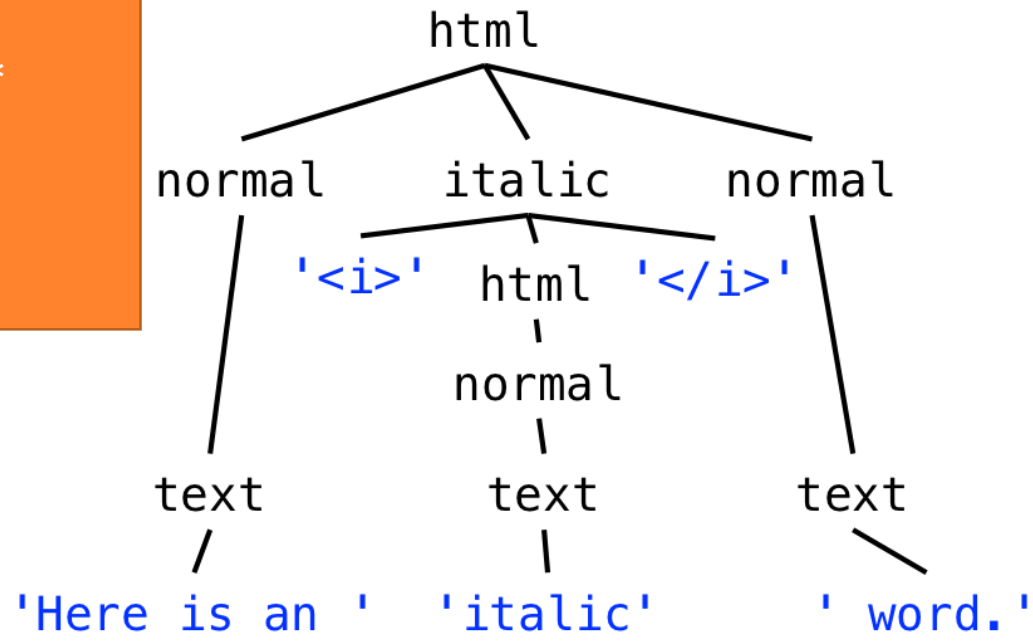 html
*
normal italic normal
'<i>' html '</i>'
normal
text text text
'Here is an ' 'italic' ' word.'